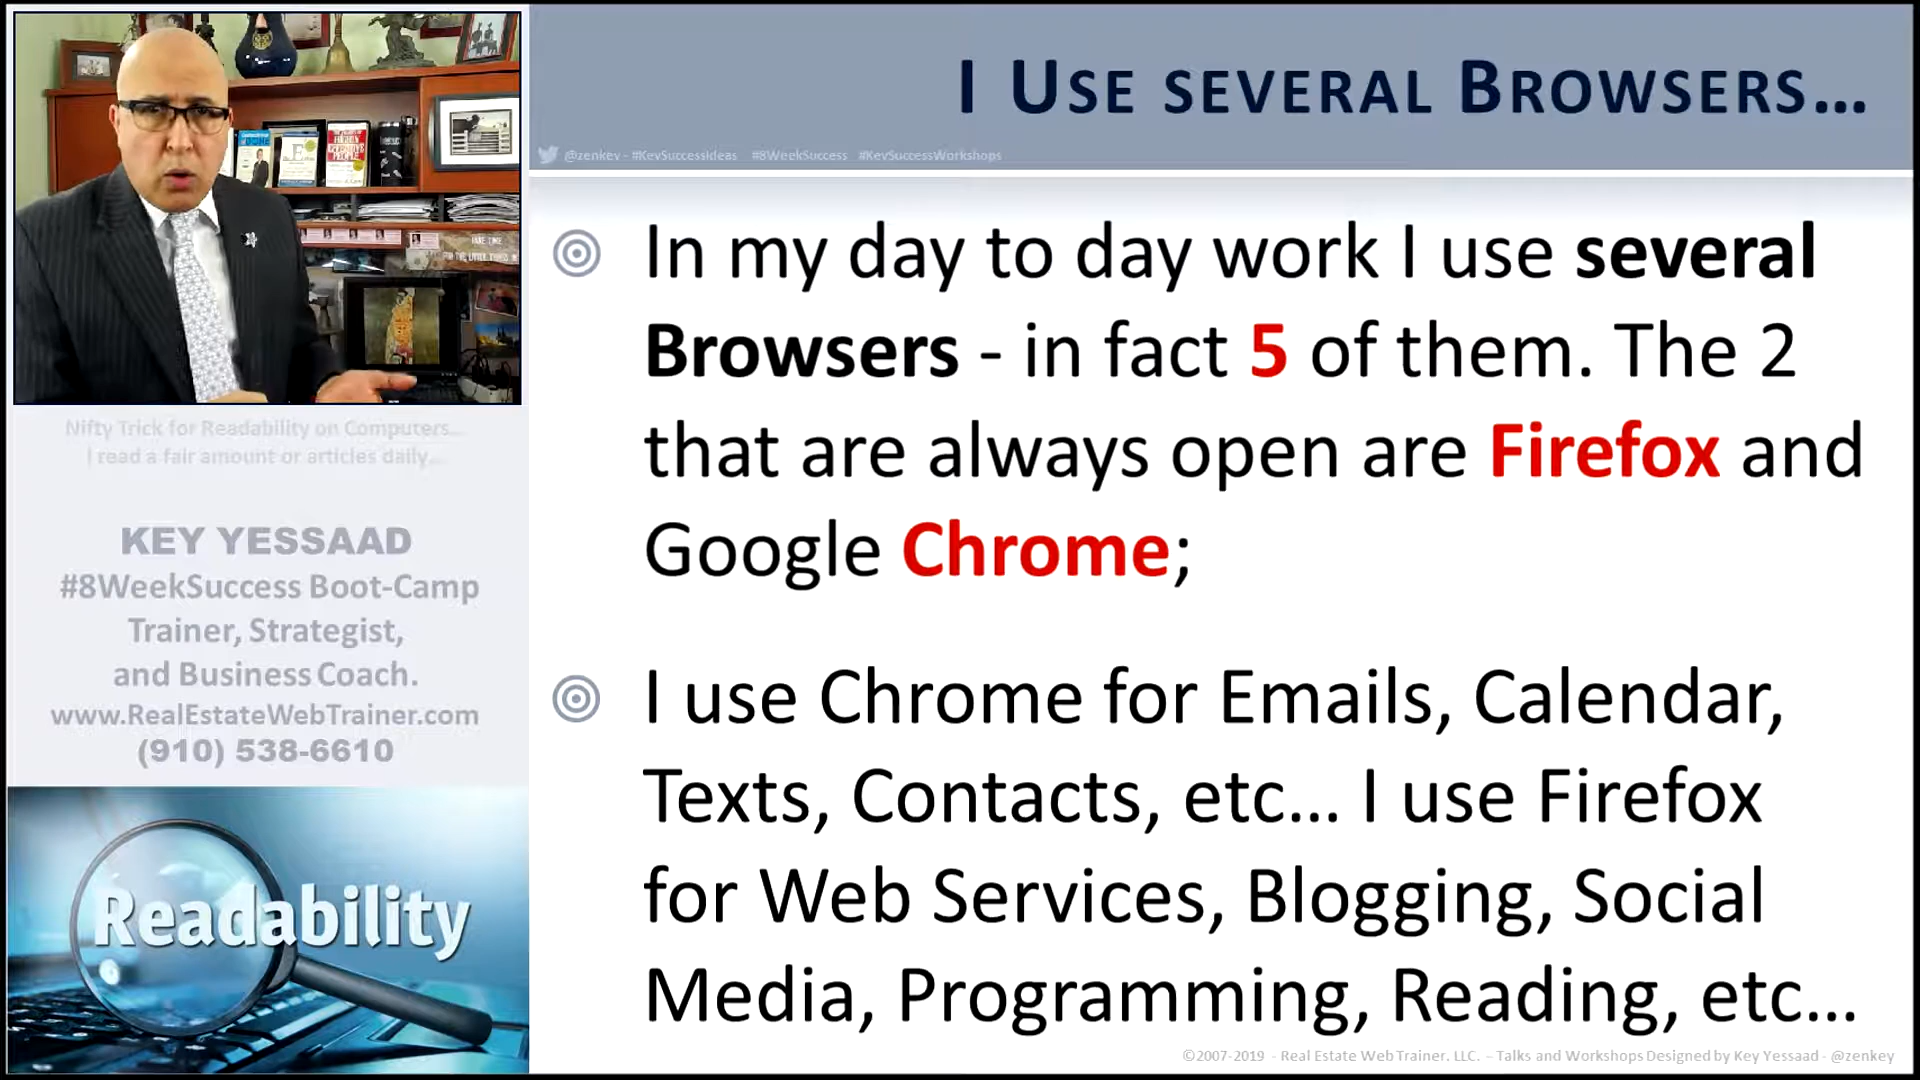 I USE SEVERAL BROWSERS...
@zenkey - #KeySuccessIdeas #8WeekSuccess #KeySuccessWorkshops
In my day to day work I use several
Browsers - in fact 5 of them. The 2
that are always open are Firefox and
Google Chrome;
I use Chrome for Emails, Calendar,
Texts, Contacts, etc... I use Firefox
for Web Services, Blogging, Social
Media, Programming, Reading, etc...
Nifty Trick for Readability on Computers...
I read a fair amount or articles daily...
KEY YESSAAD
#8WeekSuccess Boot-Camp
Trainer, Strategist,
and Business Coach.
www.RealEstateWebTrainer.com
(910) 538-6610
Readability
©2007-2019 - Real Estate Web Trainer. LLC. – Talks and Workshops Designed by Key Yessaad - @zenkey